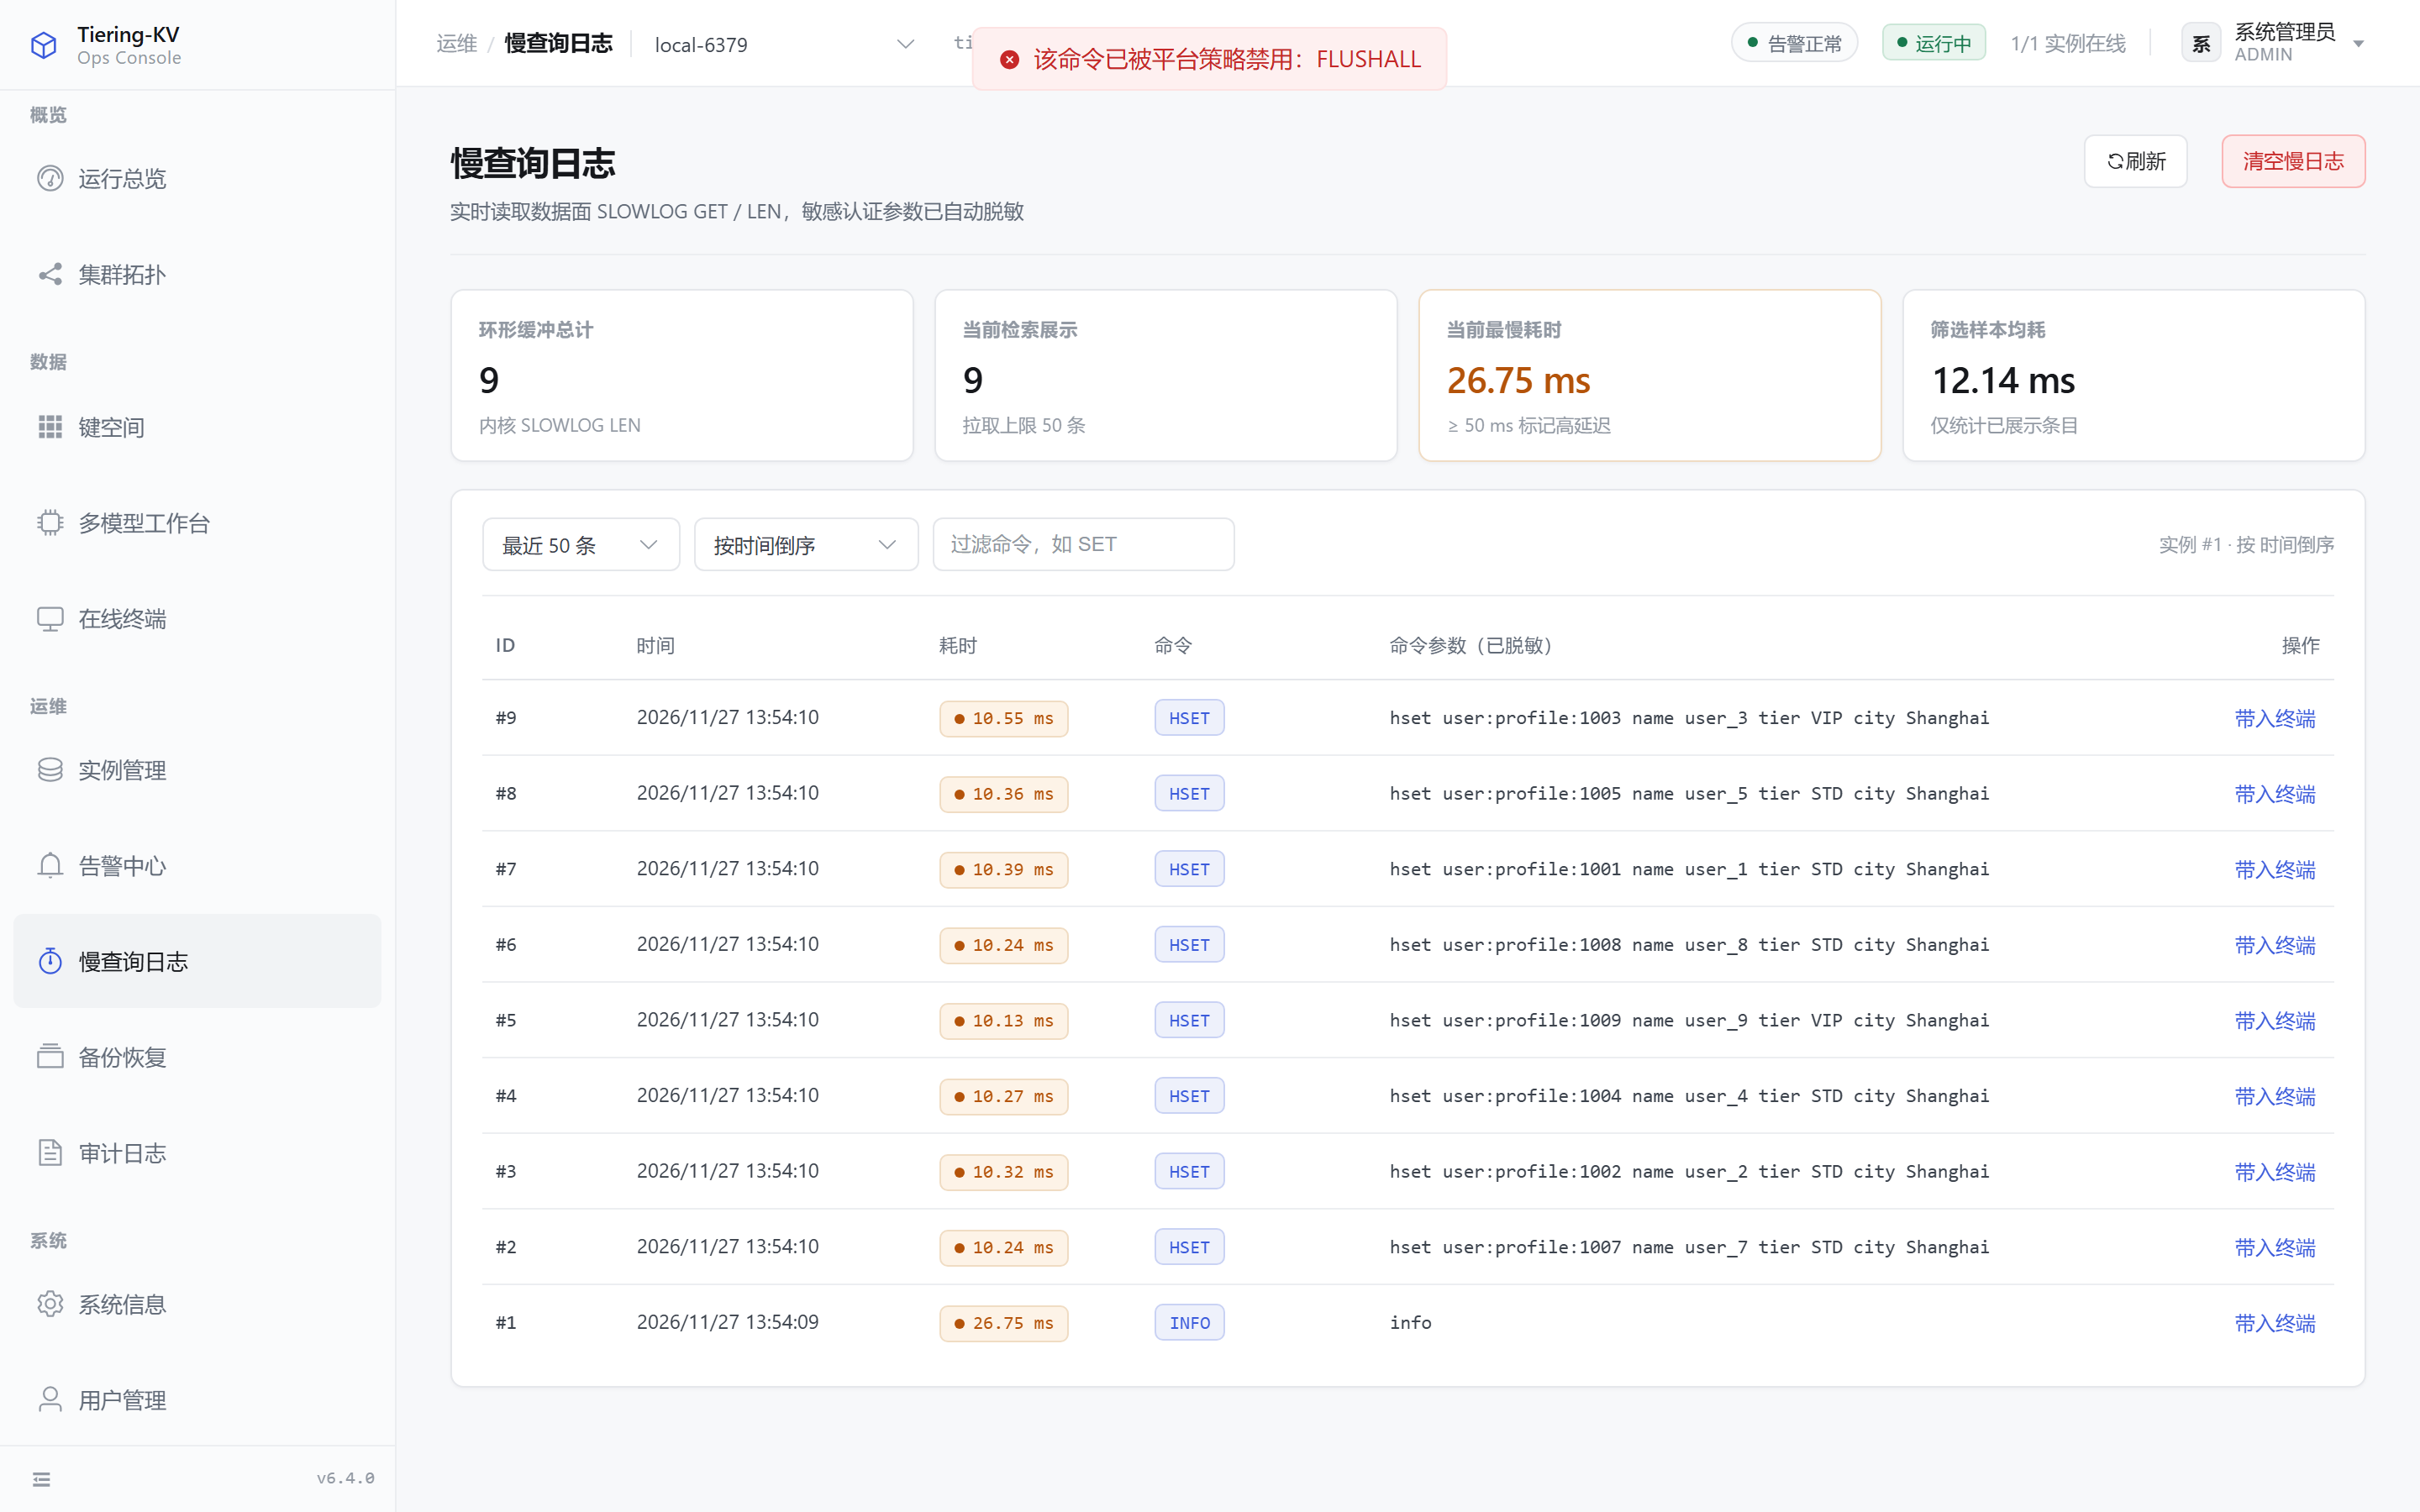 Tiering-KV
Ops Console
概览
运行总览
集群拓扑
数据
键空间
多模型工作台
在线终端
运维
实例管理
告警中心
慢查询日志
备份恢复
审计日志
系统
系统信息
用户管理
v6.4.0
运维 / 慢查询日志
local-6379
该命令已被平台策略禁用：FLUSHALL
告警正常
运行中
1/1 实例在线
系
系统管理员
ADMIN
慢查询日志
实时读取数据面 SLOWLOG GET / LEN，敏感认证参数已自动脱敏
刷新
清空慢日志
环形缓冲总计
9
内核 SLOWLOG LEN
当前检索展示
9
拉取上限 50 条
当前最慢耗时
26.75 ms
≥ 50 ms 标记高延迟
筛选样本均耗
12.14 ms
仅统计已展示条目
最近 50 条
按时间倒序
过滤命令，如 SET
实例 #1 · 按 时间倒序
ID 时间 耗时 命令 命令参数（已脱敏） 操作
#9 2026/11/27 13:54:10 10.55 ms HSET hset user:profile:1003 name user_3 tier VIP city Shanghai 带入终端
#8 2026/11/27 13:54:10 10.36 ms HSET hset user:profile:1005 name user_5 tier STD city Shanghai 带入终端
#7 2026/11/27 13:54:10 10.39 ms HSET hset user:profile:1001 name user_1 tier STD city Shanghai 带入终端
#6 2026/11/27 13:54:10 10.24 ms HSET hset user:profile:1008 name user_8 tier STD city Shanghai 带入终端
#5 2026/11/27 13:54:10 10.13 ms HSET hset user:profile:1009 name user_9 tier VIP city Shanghai 带入终端
#4 2026/11/27 13:54:10 10.27 ms HSET hset user:profile:1004 name user_4 tier STD city Shanghai 带入终端
#3 2026/11/27 13:54:10 10.32 ms HSET hset user:profile:1002 name user_2 tier STD city Shanghai 带入终端
#2 2026/11/27 13:54:10 10.24 ms HSET hset user:profile:1007 name user_7 tier STD city Shanghai 带入终端
#1 2026/11/27 13:54:09 26.75 ms INFO info 带入终端